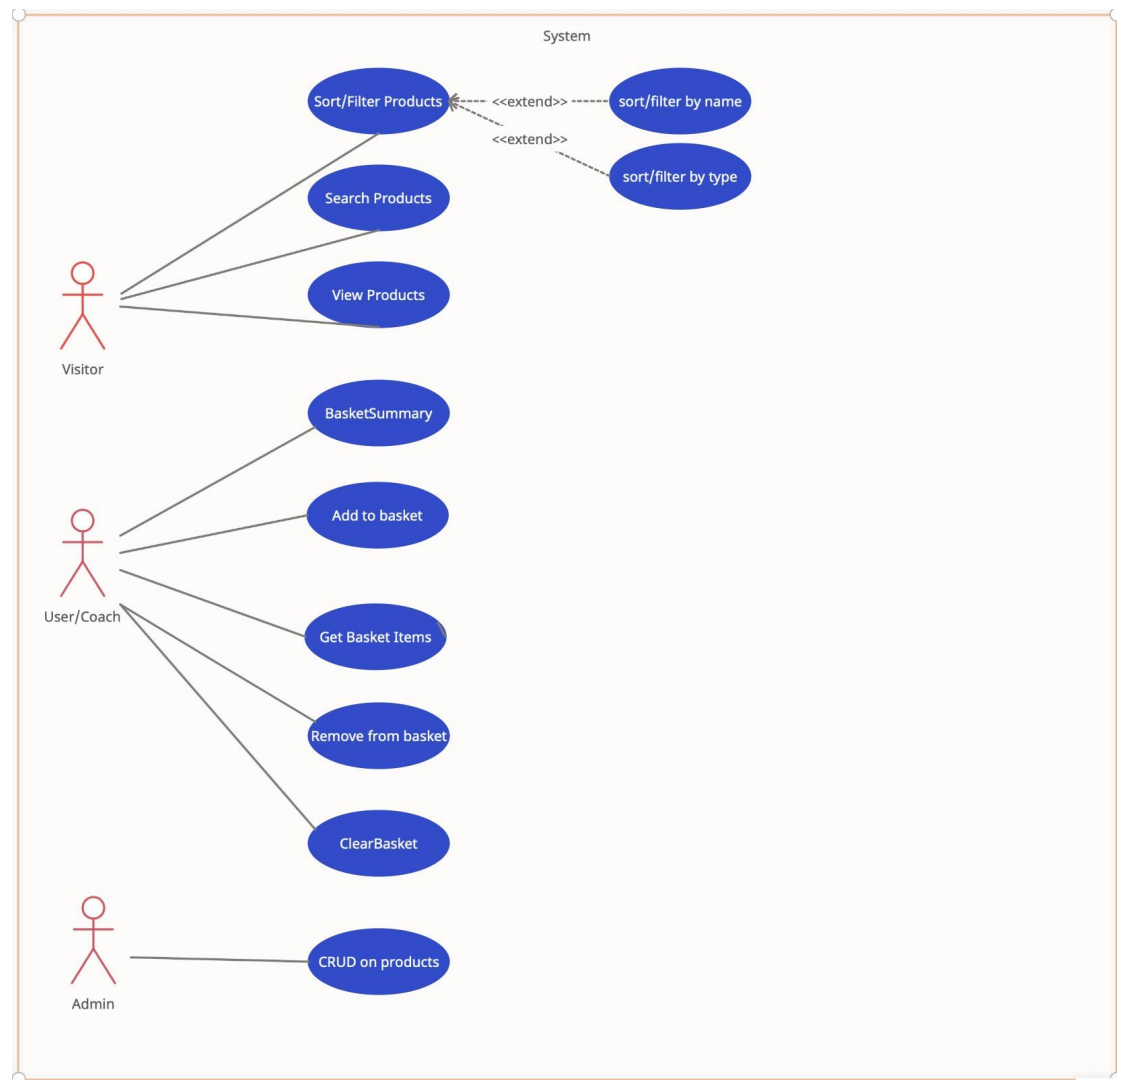 System
Sort/Filter Products
<<extend>>
sort/filter by name
<<extend>>
sort/filter by type
Search Products
View Products
Visitor
BasketSummary
Add to basket
User/Coach
Get Basket Items
Remove from basket
ClearBasket
CRUD on products
Admin